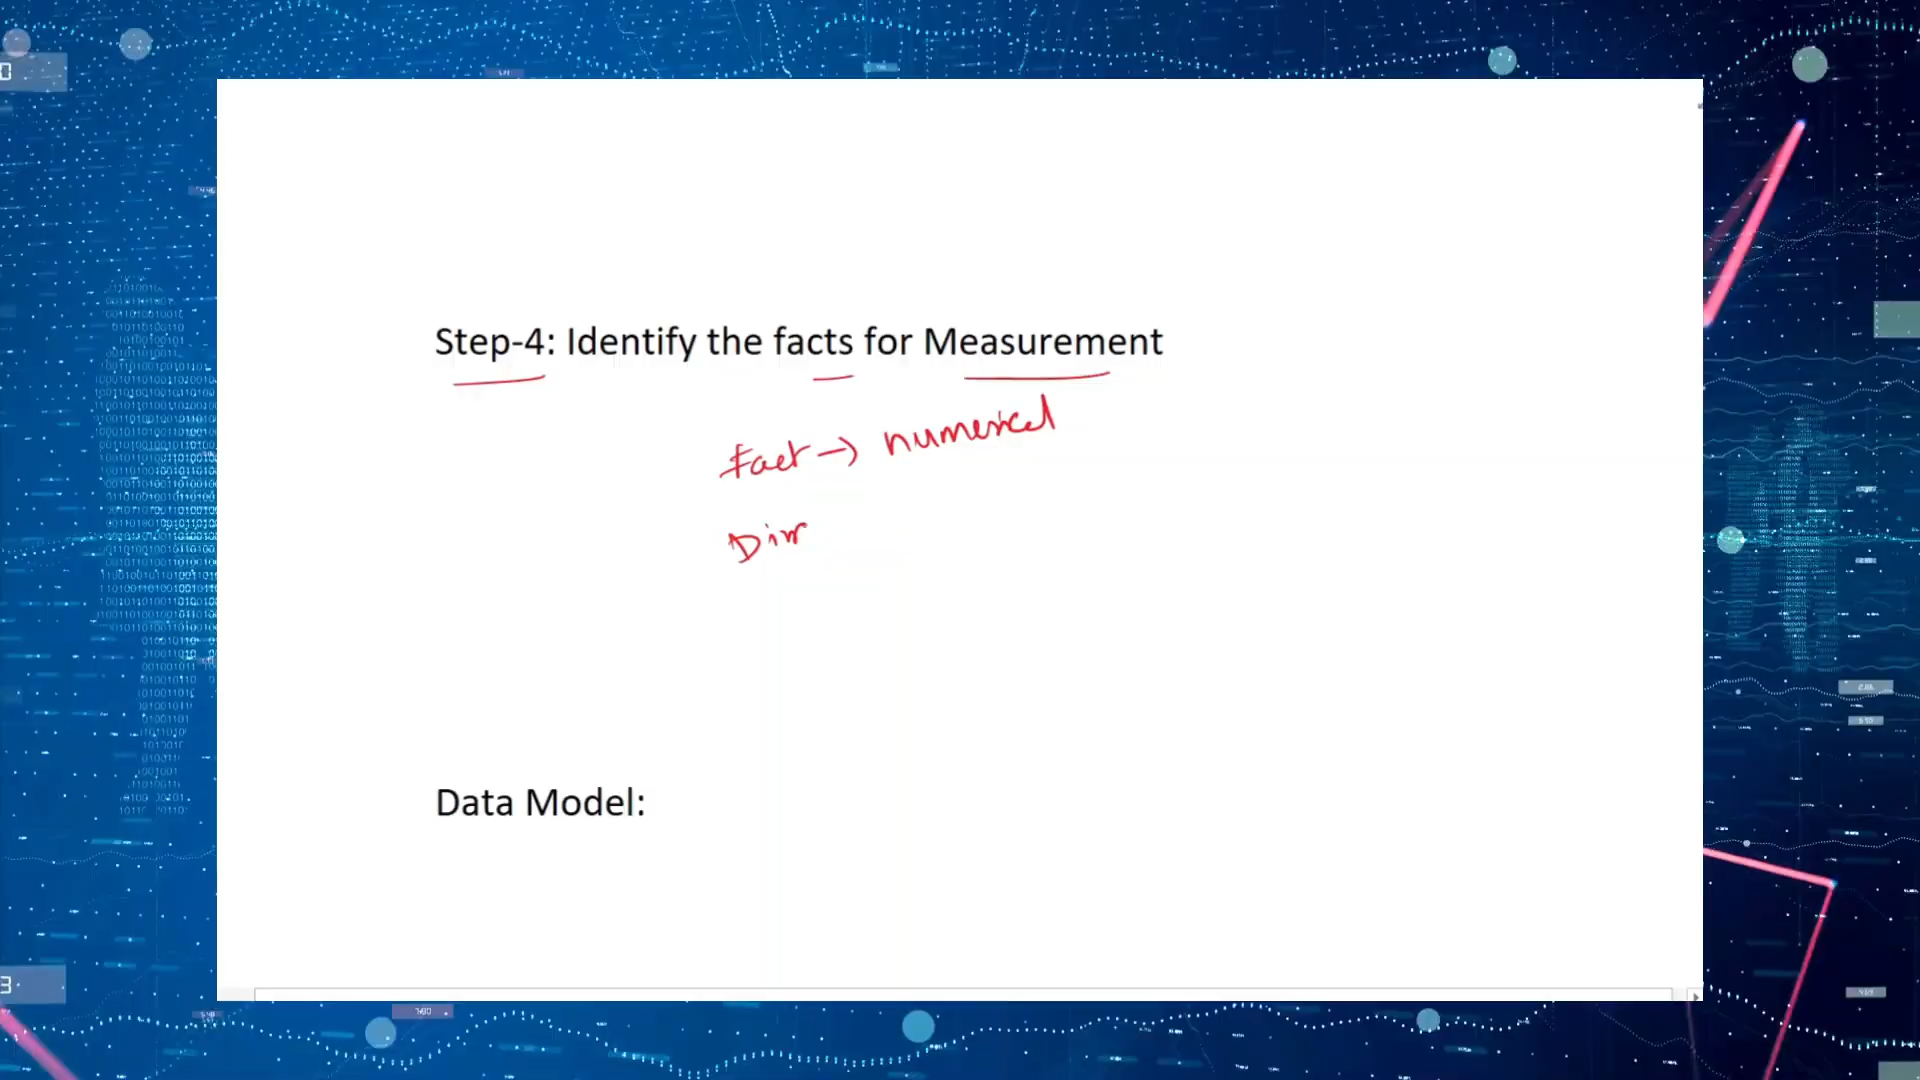 Step-4: Identify the facts for Measurement
fact → numerical
Dim
Data Model: